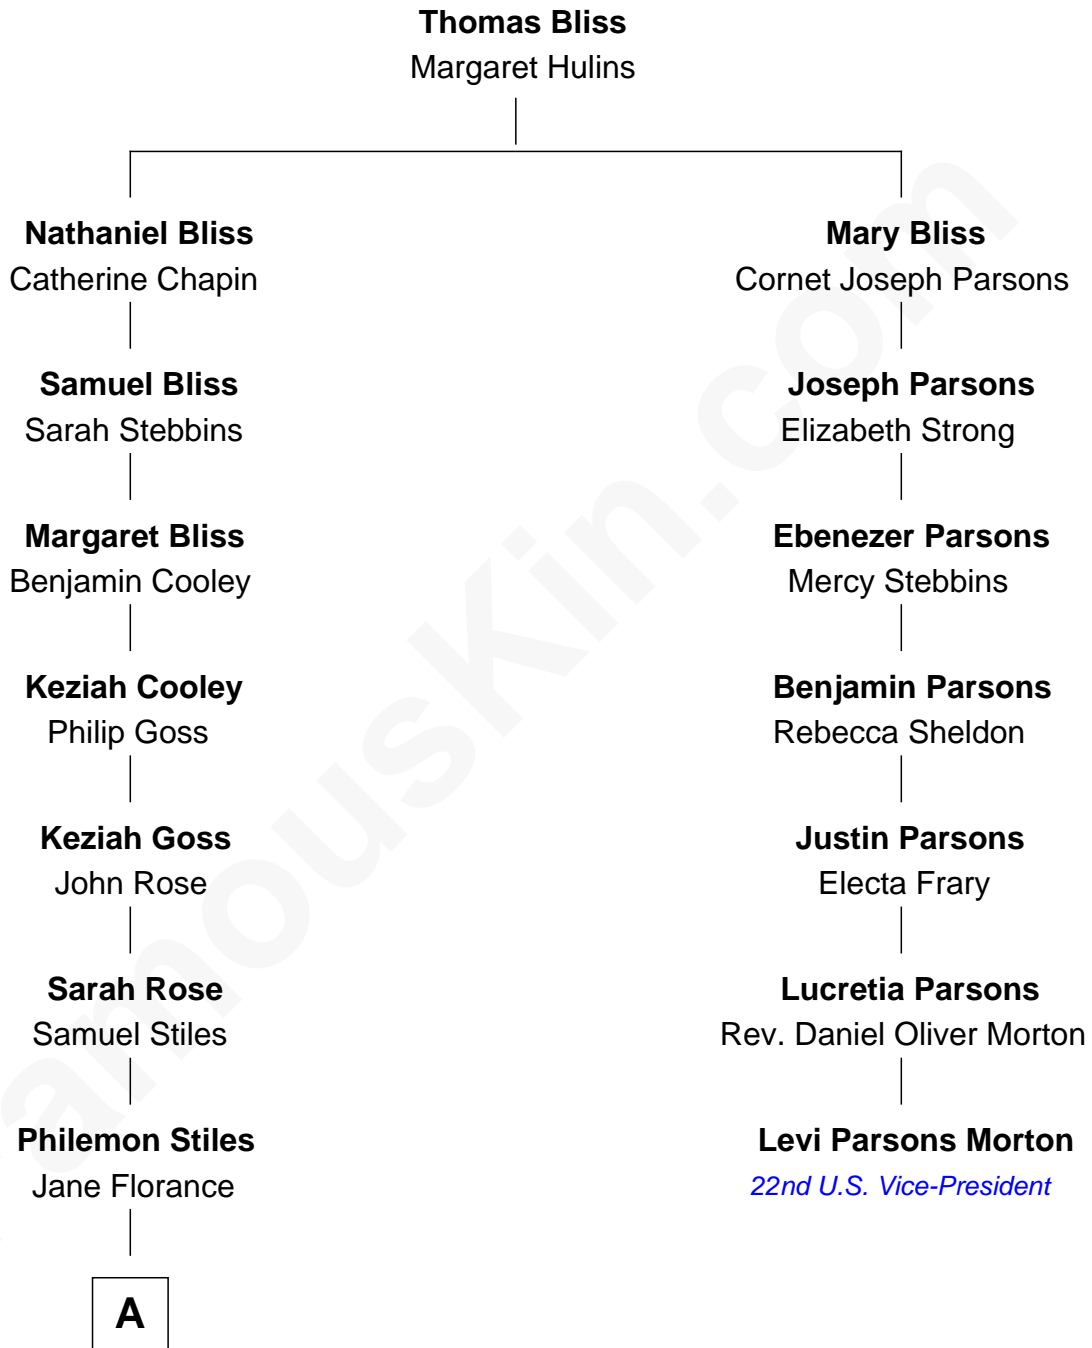 Thomas Bliss
Margaret Hulins
Nathaniel Bliss
Catherine Chapin
Mary Bliss
Cornet Joseph Parsons
Samuel Bliss
Sarah Stebbins
Joseph Parsons
Elizabeth Strong
Margaret Bliss
Benjamin Cooley
Ebenezer Parsons
Mercy Stebbins
Keziah Cooley
Philip Goss
Benjamin Parsons
Rebecca Sheldon
Keziah Goss
John Rose
Justin Parsons
Electa Frary
Sarah Rose
Samuel Stiles
Lucretia Parsons
Rev. Daniel Oliver Morton
Philemon Stiles
Jane Florance
Levi Parsons Morton
22nd U.S. Vice-President
A
amousKin.com